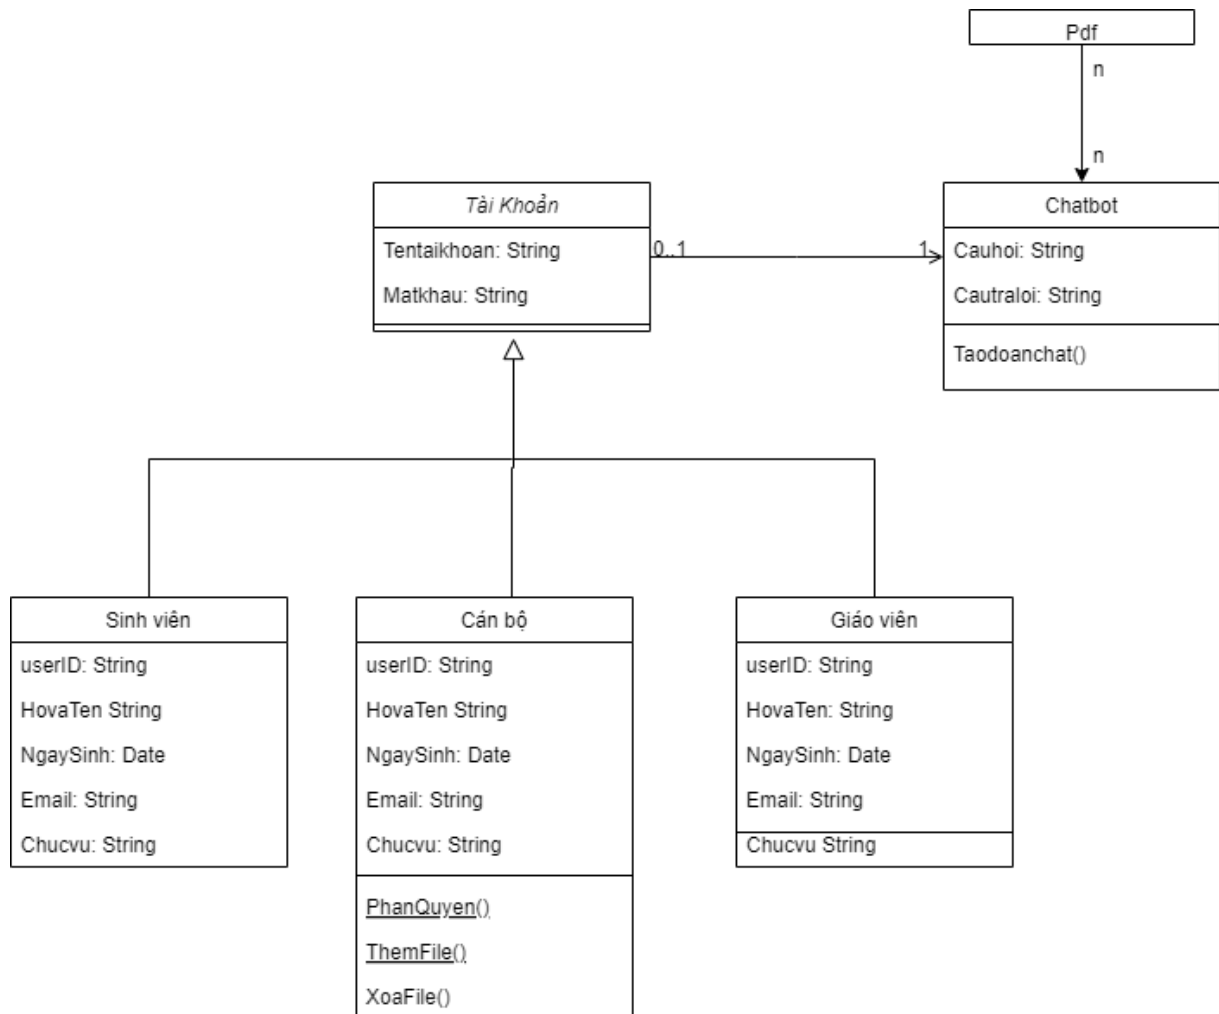 Pdf
n
n
Tài Khoản
Tentaikhoan: String
Matkhau: String
0..1
1
Chatbot
Cauhoi: String
Cautraloi: String
Taodoanchat()
Sinh viên
userID: String
HovaTen String
NgaySinh: Date
Email: String
Chucvu: String
Cán bộ
userID: String
HovaTen String
NgaySinh: Date
Email: String
Chucvu: String
PhanQuyen()
ThemFile()
XoaFile()
Giáo viên
userID: String
HovaTen: String
NgaySinh: Date
Email: String
Chucvu String